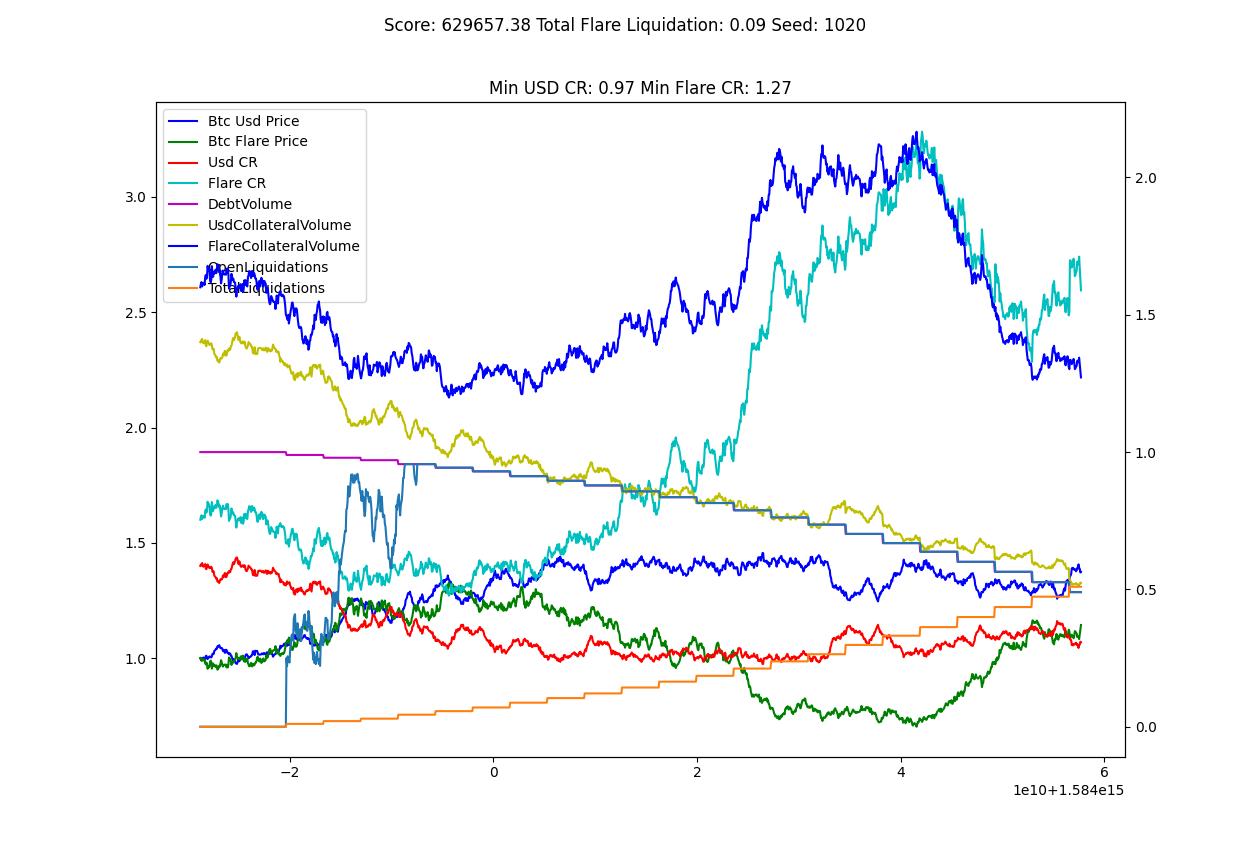 Score: 629657.38 Total Flare Liquidation: 0.09 Seed: 1020
Min USD CR: 0.97 Min Flare CR: 1.27
Btc Usd Price
Btc Flare Price
Usd CR
Flare CR
DebtVolume
UsdCollateralVolume
FlareCollateralVolume
OpenLiquidations
TotalLiquidations
3.0
2.5
2.0
1.5
1.0
2.0
1.5
1.0
0.5
0.0
−2 0 2 4 6
1e10+1.584e15